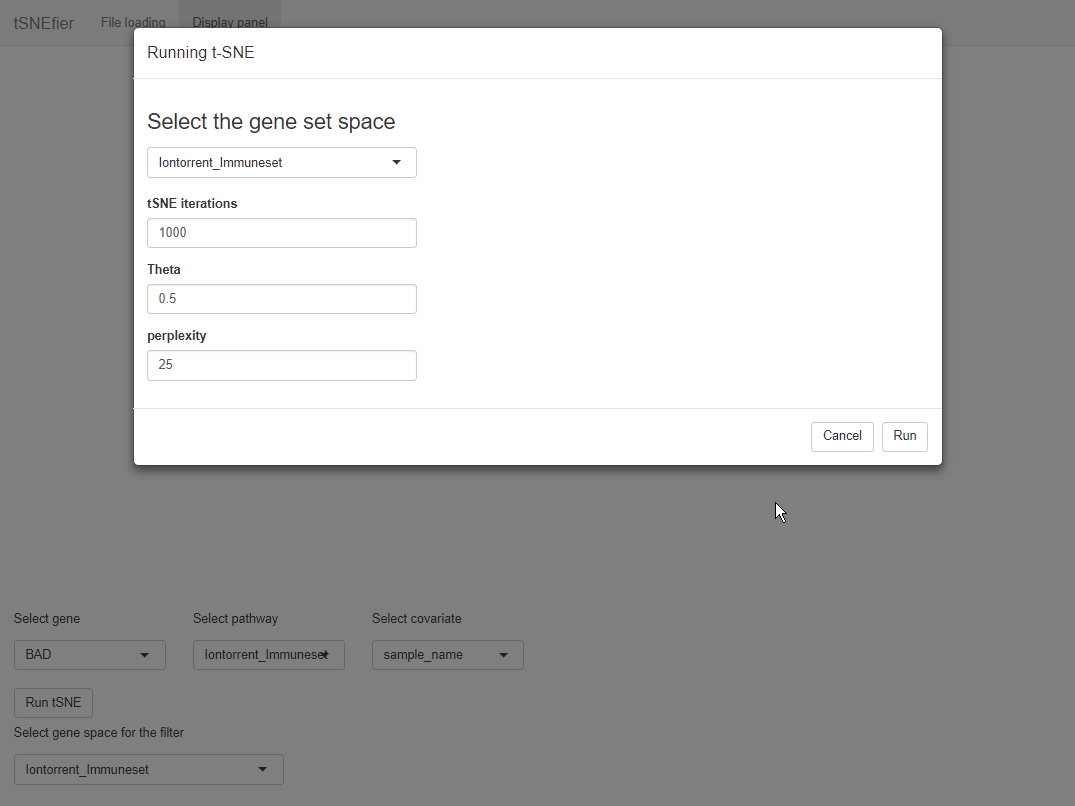 tSNEfier File loading Display panel
Running t-SNE
Select the gene set space
Iontorrent_Immuneset
tSNE iterations
1000
Theta
0.5
perplexity
25
Cancel Run
Select gene Select pathway Select covariate
BAD Iontorrent_Immuneset sample_name
Run tSNE
Select gene space for the filter
Iontorrent_Immuneset